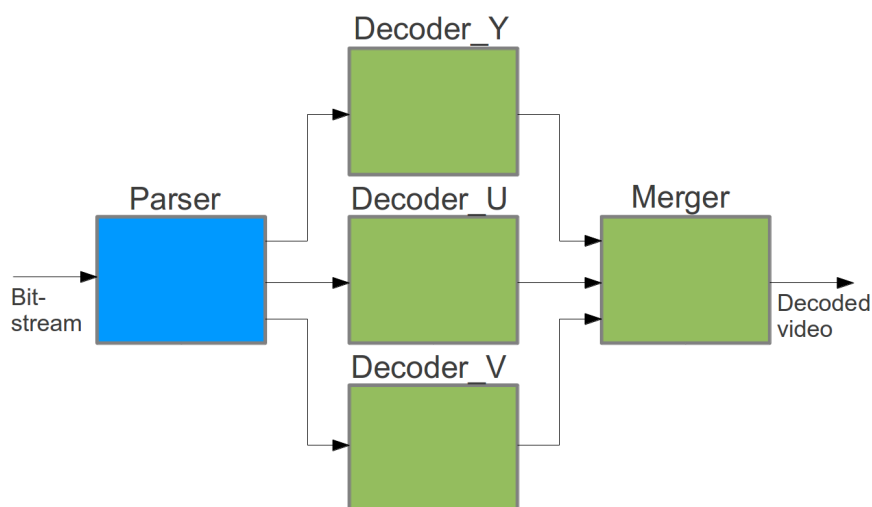 Decoder_Y
Parser
Decoder_U
Merger
Bit-
stream
Decoded
video
Decoder_V